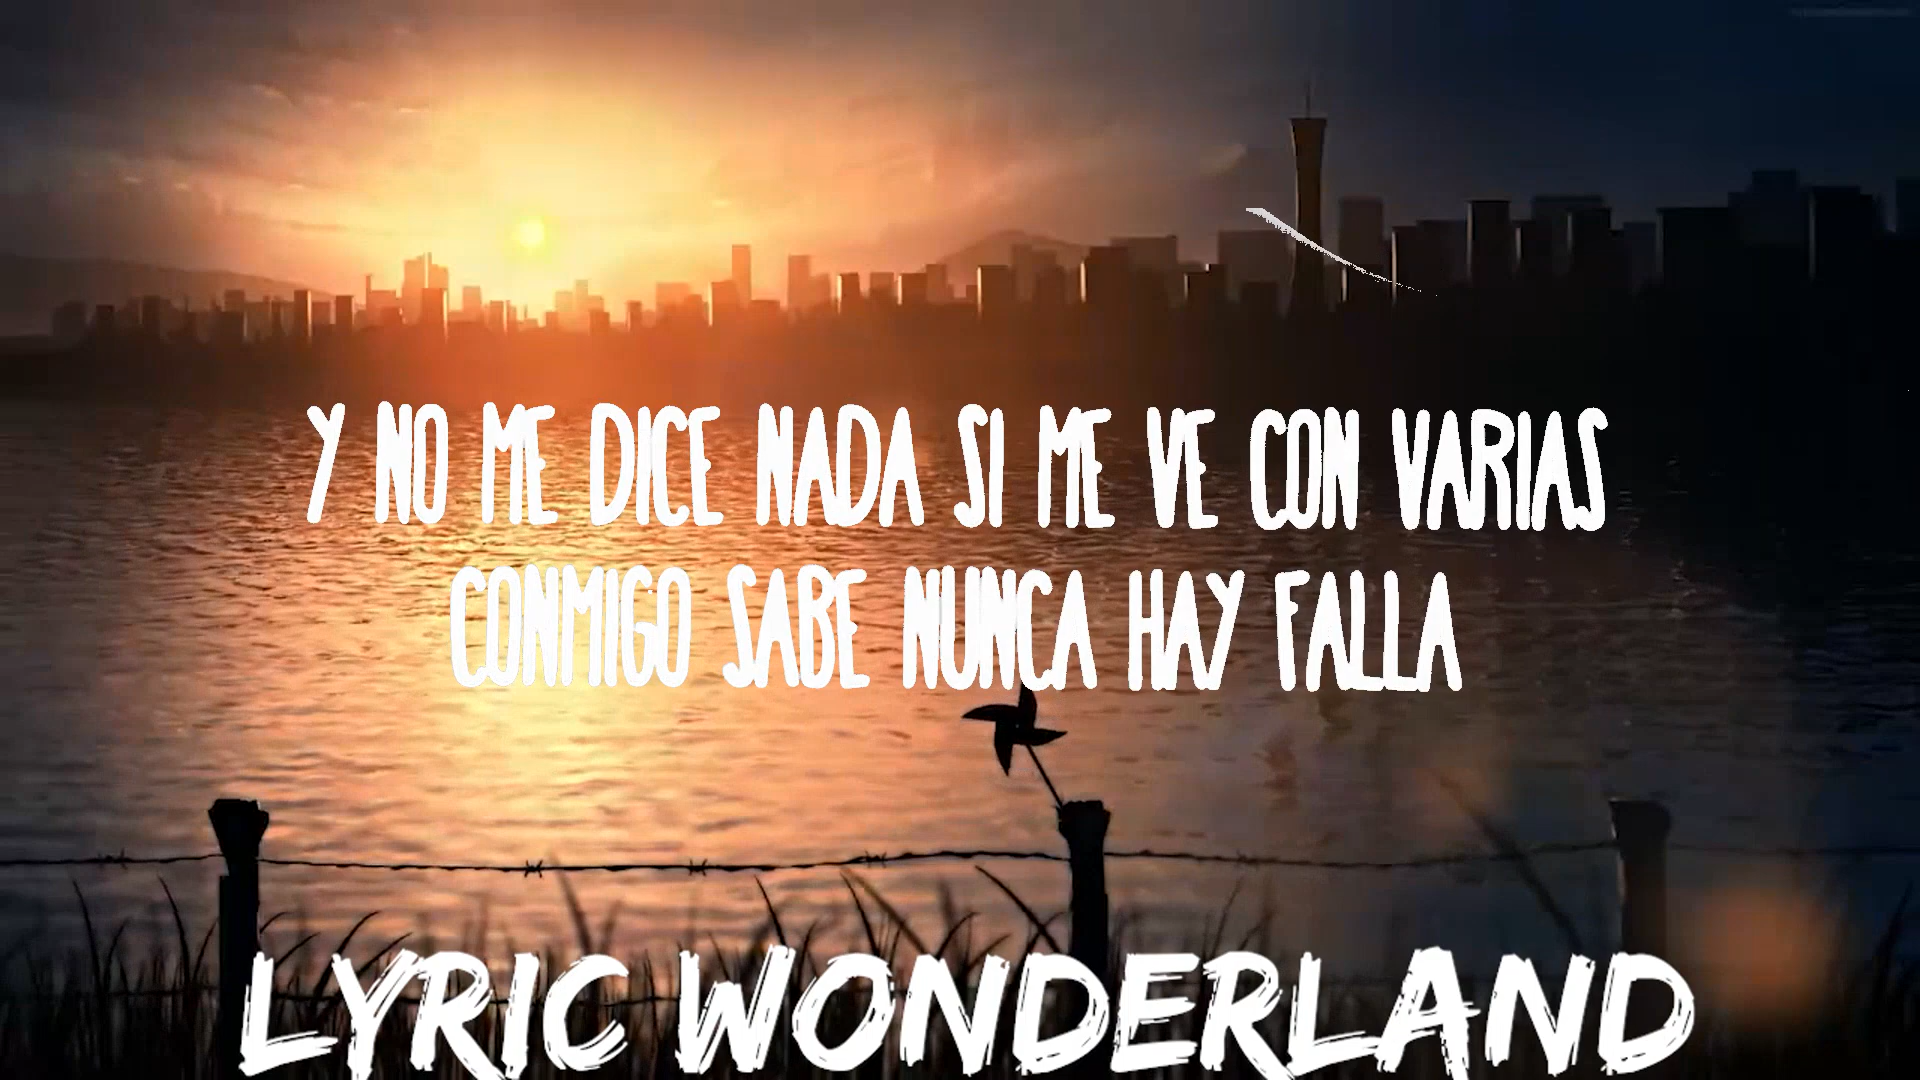 Y NO ME DICE NADA SI ME VE CON VARIAS
CONMIGO SABE NUNCA HAY FALLA
LYRIC WONDERLAND